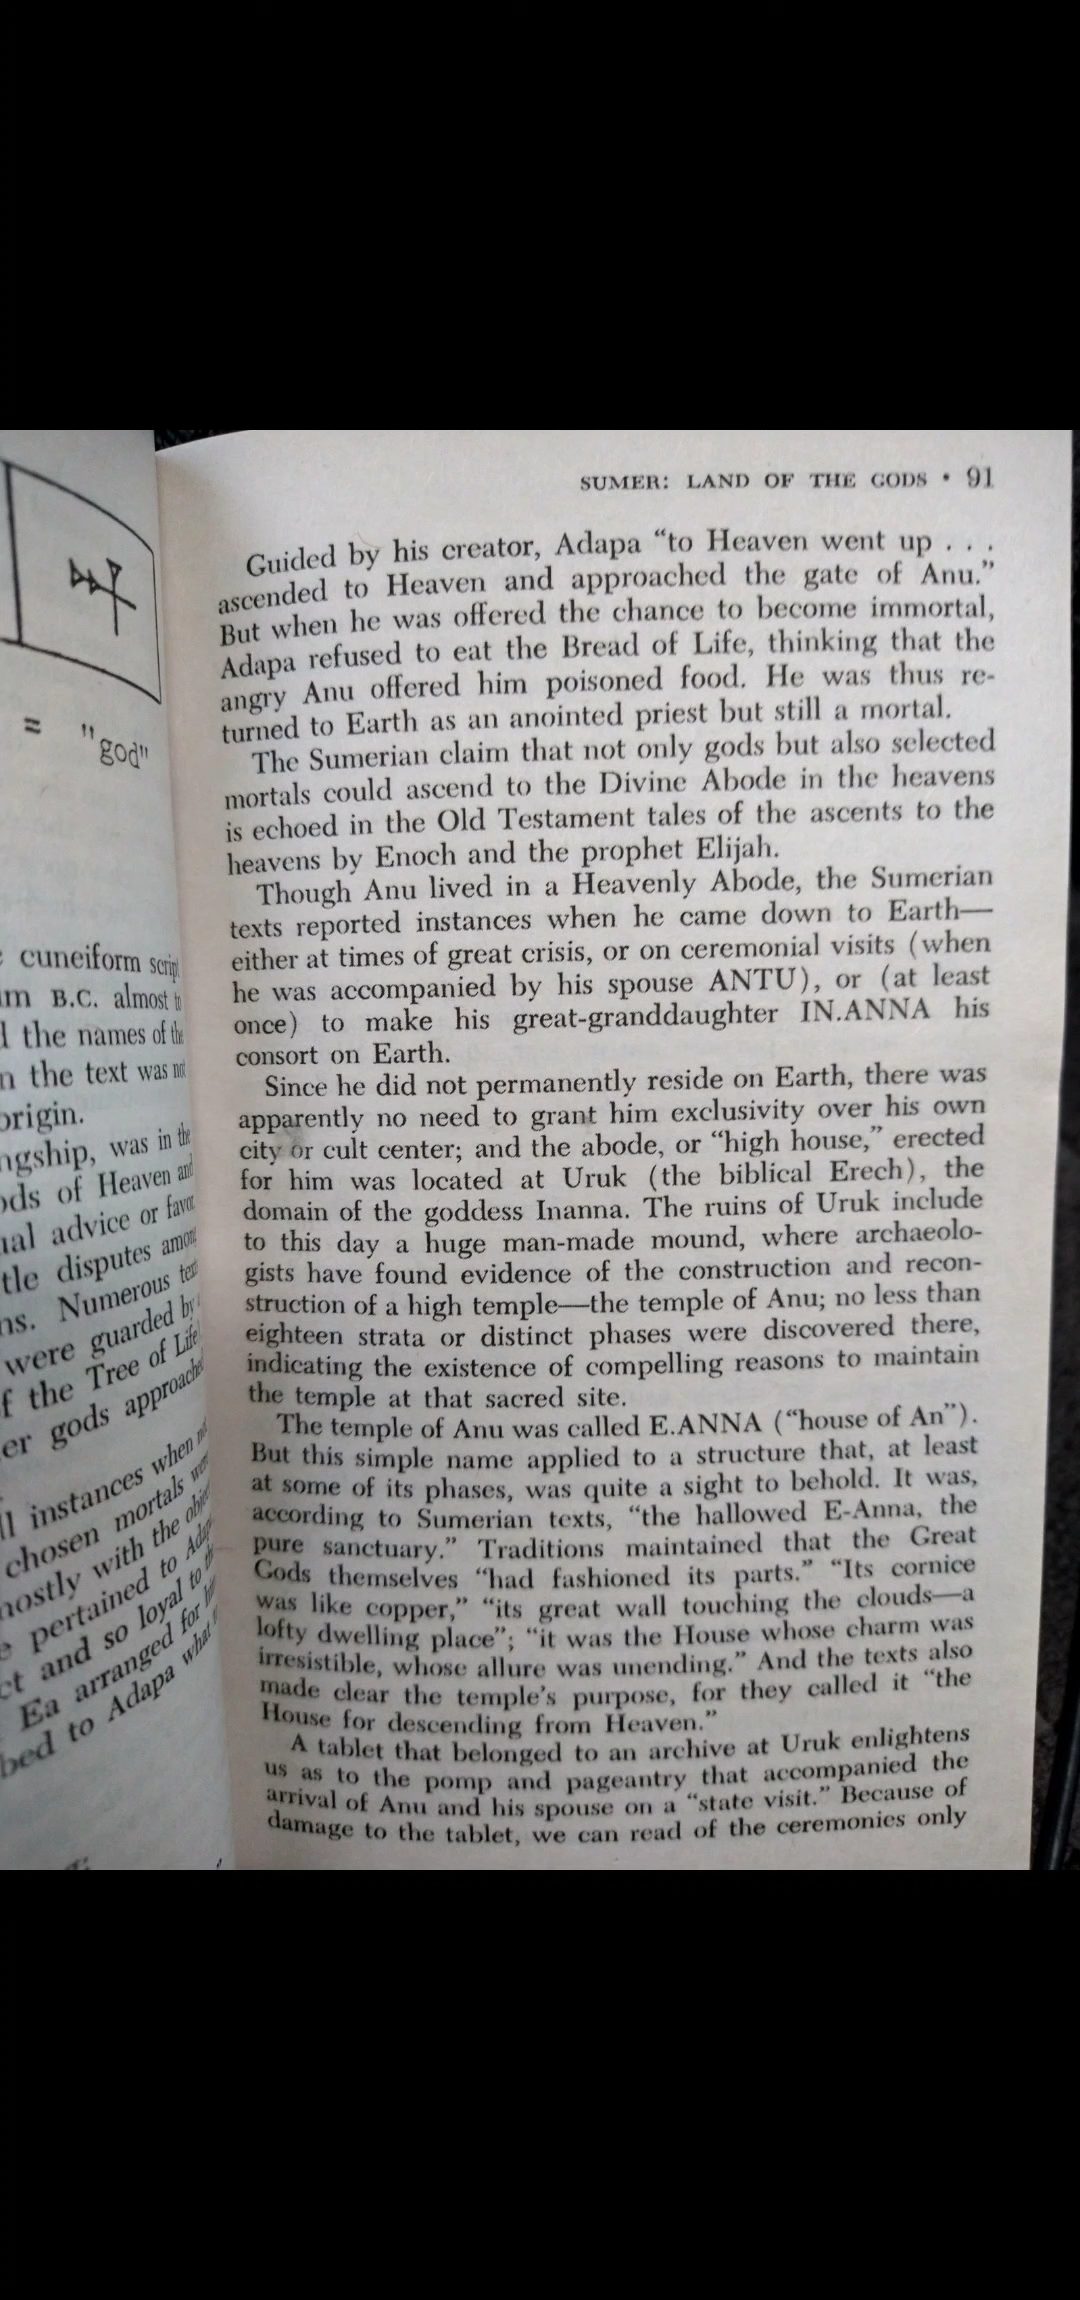 = "god"
cuneiform script
B.C. almost
the names of the
the text was not
origin.
was in the
of Heaven and
advice or favor
disputes among
Numerous
were guarded by
the Tree of Life
gods approached
instances when
chosen mortals were
with the
pertained to
and so loyal to
Ea arranged for
to Adapa what
SUMER: LAND OF THE GODS • 91
Guided by his creator, Adapa “to Heaven went up . . .
ascended to Heaven and approached the gate of Anu.”
But when he was offered the chance to become immortal,
Adapa refused to eat the Bread of Life, thinking that the
angry Anu offered him poisoned food. He was thus re-
turned to Earth as an anointed priest but still a mortal.
The Sumerian claim that not only gods but also selected
mortals could ascend to the Divine Abode in the heavens
is echoed in the Old Testament tales of the ascents to the
heavens by Enoch and the prophet Elijah.
Though Anu lived in a Heavenly Abode, the Sumerian
texts reported instances when he came down to Earth—
either at times of great crisis, or on ceremonial visits (when
he was accompanied by his spouse ANTU), or (at least
once) to make his great-granddaughter IN.ANNA his
consort on Earth.
Since he did not permanently reside on Earth, there was
apparently no need to grant him exclusivity over his own
city or cult center; and the abode, or “high house,” erected
for him was located at Uruk (the biblical Erech), the
domain of the goddess Inanna. The ruins of Uruk include
to this day a huge man-made mound, where archaeolo-
gists have found evidence of the construction and recon-
struction of a high temple—the temple of Anu; no less than
eighteen strata or distinct phases were discovered there,
indicating the existence of compelling reasons to maintain
the temple at that sacred site.
The temple of Anu was called E.ANNA (“house of An”).
But this simple name applied to a structure that, at least
at some of its phases, was quite a sight to behold. It was,
according to Sumerian texts, “the hallowed E-Anna, the
pure sanctuary.” Traditions maintained that the Great
Gods themselves “had fashioned its parts.” “Its cornice
was like copper,” “its great wall touching the clouds—a
lofty dwelling place”; “it was the House whose charm was
irresistible, whose allure was unending.” And the texts also
made clear the temple’s purpose, for they called it “the
House for descending from Heaven.”
A tablet that belonged to an archive at Uruk enlightens
us as to the pomp and pageantry that accompanied the
arrival of Anu and his spouse on a “state visit.” Because of
damage to the tablet, we can read of the ceremonies only